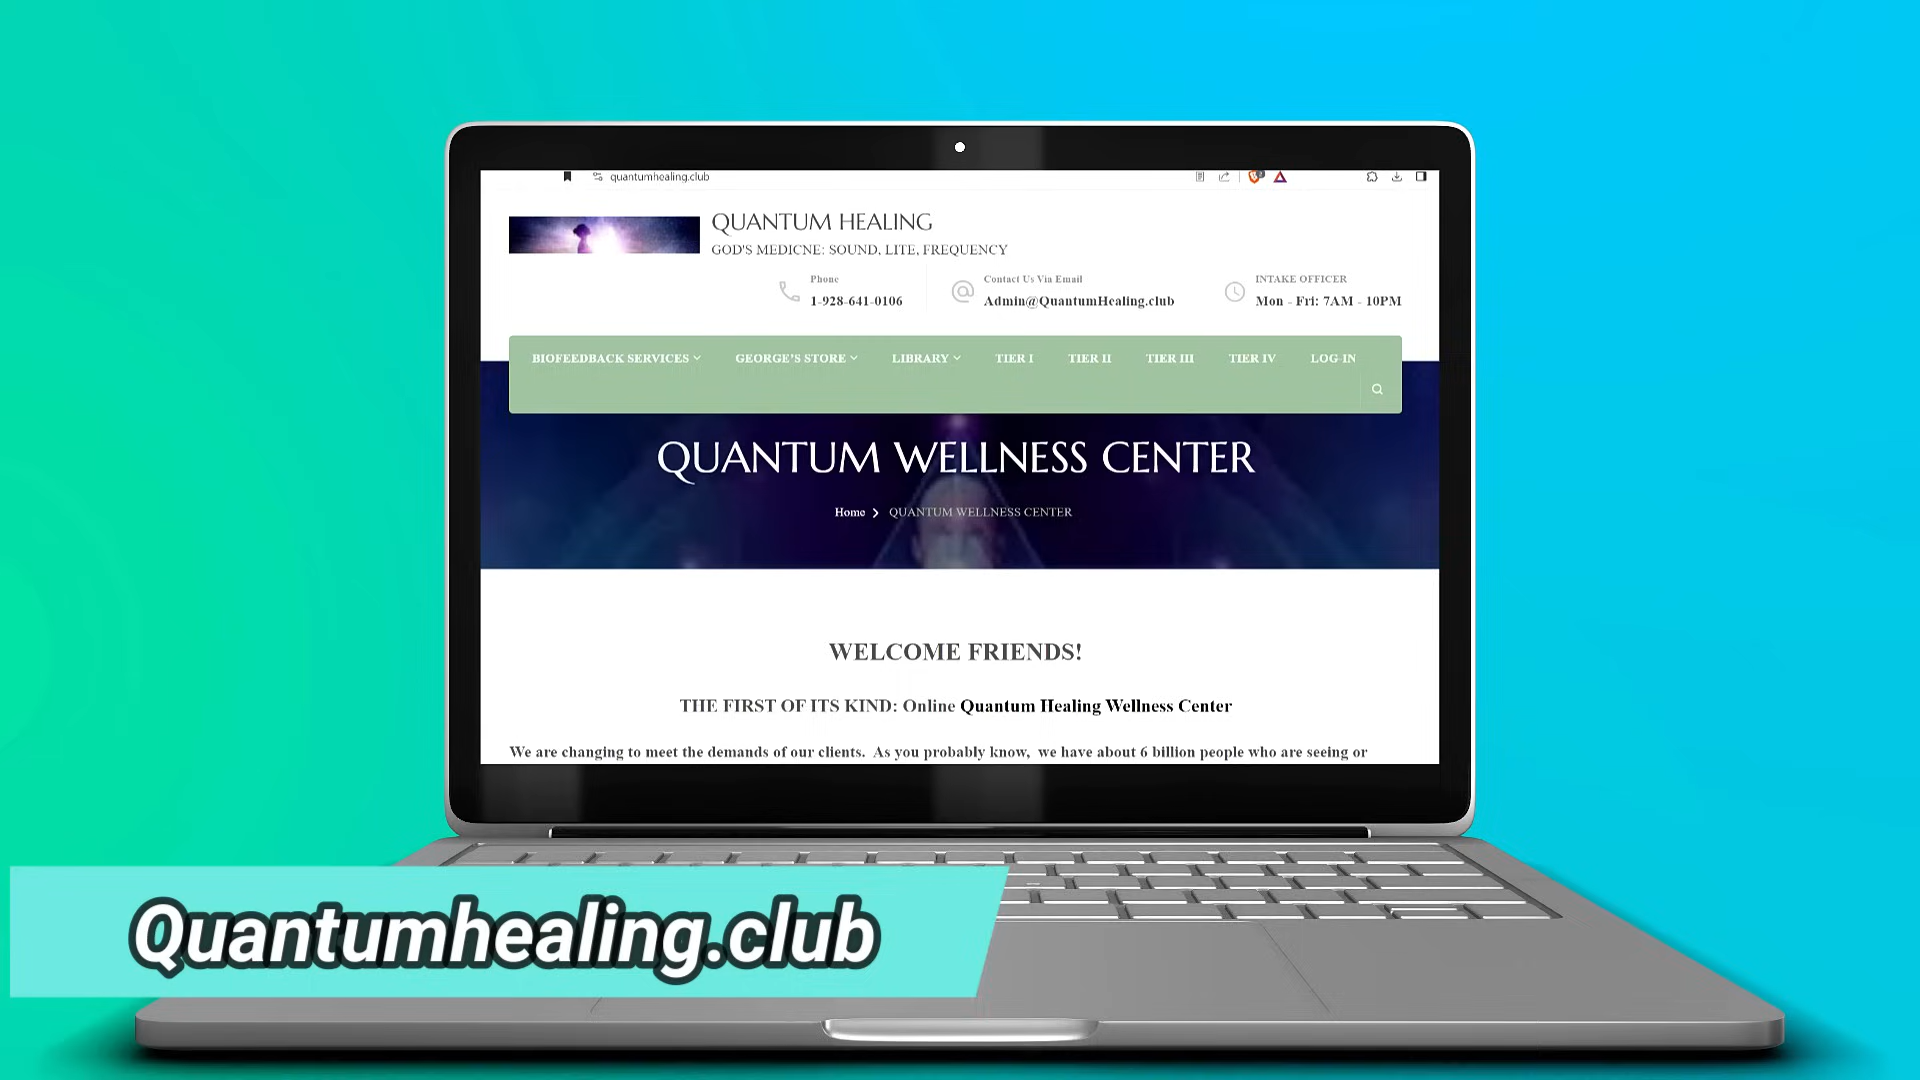 quantumhealing.club
QUANTUM HEALING
GOD'S MEDICNE: SOUND, LITE, FREQUENCY
Phone
1-928-641-0106
Contact Us Via Email
Admin@QuantumHealing.club
INTAKE OFFICER
Mon - Fri: 7AM - 10PM
BIOFEEDBACK SERVICES GEORGE'S STORE LIBRARY TIER I TIER II TIER III TIER IV LOG-IN
QUANTUM WELLNESS CENTER
Home QUANTUM WELLNESS CENTER
WELCOME FRIENDS!
THE FIRST OF ITS KIND: Online Quantum Healing Wellness Center
We are changing to meet the demands of our clients. As you probably know, we have about 6 billion people who are seeing or
Quantumhealing.club